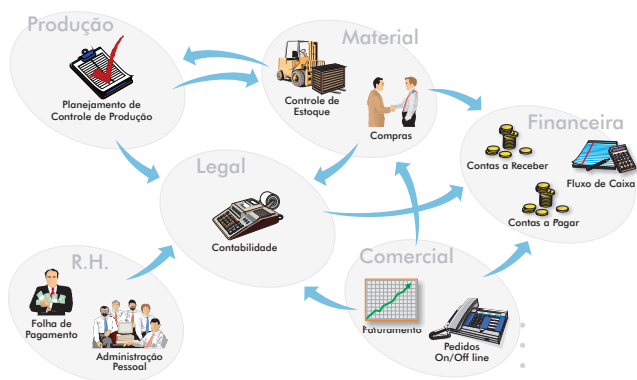 Produção
Planejamento de
Controle de Produção
Material
Controle de
Estoque
Compras
Financeira
Contas a Receber
Fluxo de Caixa
Contas a Pagar
Legal
Contabilidade
R.H.
Folha de
Pagamento
Administração
Pessoal
Comercial
Faturamento
Pedidos
On/Off line